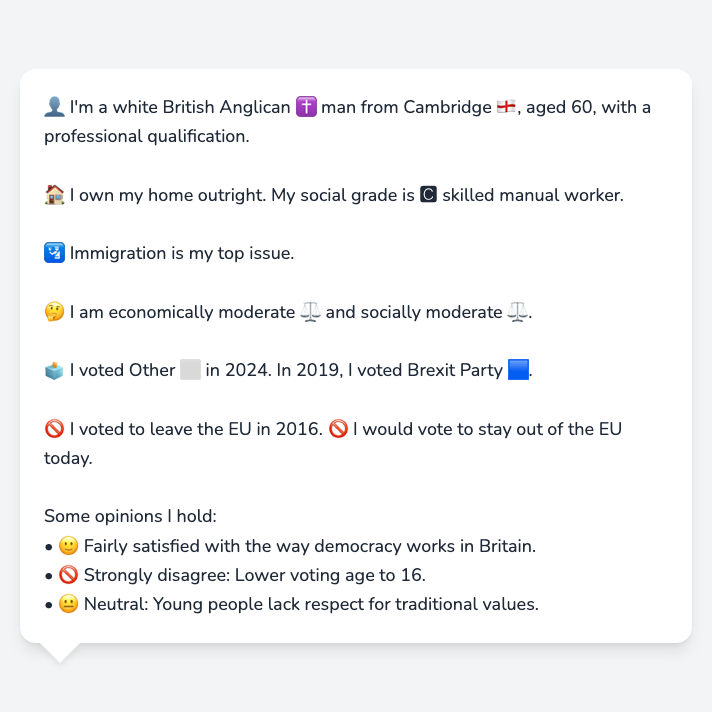 👤 I'm a white British Anglican ✝️ man from Cambridge 🏴󠁧󠁢󠁥󠁮󠁧󠁿, aged 60, with a
professional qualification.
🏠 I own my home outright. My social grade is 🅲 skilled manual worker.
🛂 Immigration is my top issue.
🤔 I am economically moderate ⚖️ and socially moderate ⚖️.
🗳️ I voted Other ⬜ in 2024. In 2019, I voted Brexit Party 🟦.
🚫 I voted to leave the EU in 2016. 🚫 I would vote to stay out of the EU
today.
Some opinions I hold:
• 🙂 Fairly satisfied with the way democracy works in Britain.
• 🚫 Strongly disagree: Lower voting age to 16.
• 😐 Neutral: Young people lack respect for traditional values.